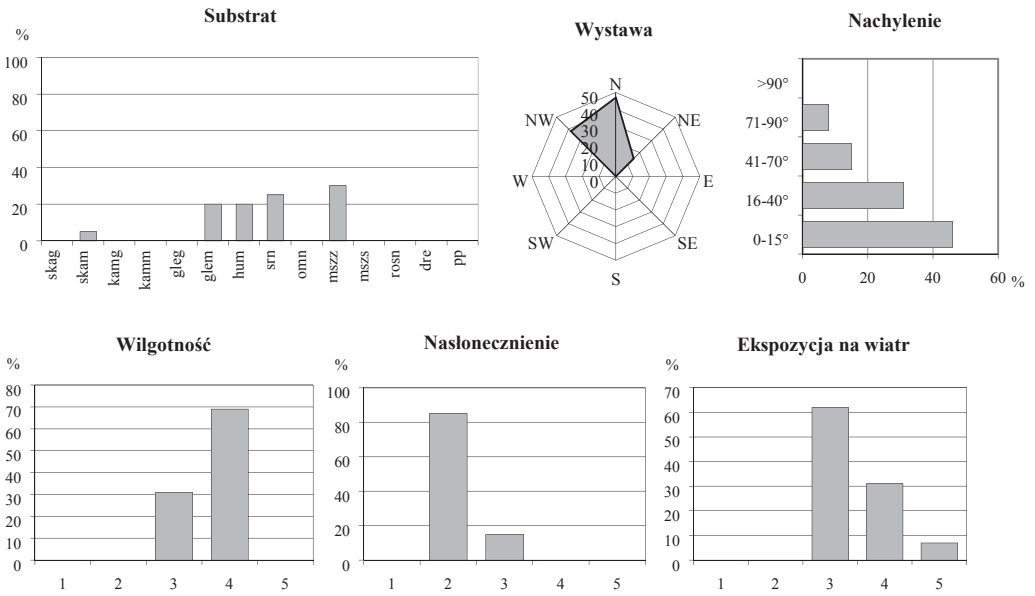 Substrat
%
100
80
60
40
20
0
skag
skam
kamg
kamm
gleg
glem
hum
srn
omn
mszz
mszs
rosn
dre
pp
Wystawa
N
NE
E
SE
S
SW
W
NW
50
40
30
20
10
0
Nachylenie
>90°
71-90°
41-70°
16-40°
0-15°
0 20 40 60 %
Wilgotność
%
80
70
60
50
40
30
20
10
0
1 2 3 4 5
Nasłonecznienie
%
100
80
60
40
20
0
1 2 3 4 5
Ekspozycja na wiatr
%
70
60
50
40
30
20
10
0
1 2 3 4 5